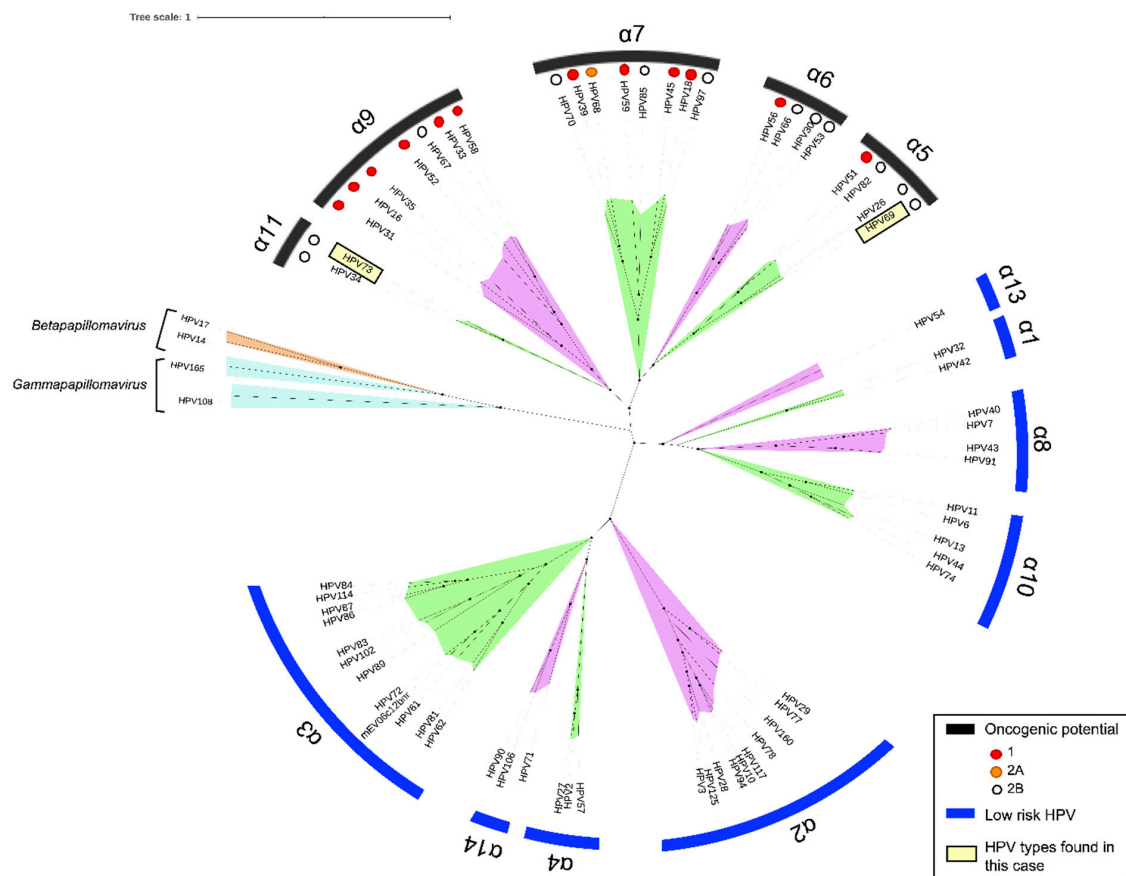 Tree scale: 1
α7
α6
α5
α9
α11
α13
α1
α8
α10
α2
α4
α14
α3
HPV70
HPV39
HPV68
HPV59
HPV85
HPV45
HPV18
HPV97
HPV56
HPV66
HPV30
HPV53
HPV51
HPV82
HPV26
HPV69
HPV58
HPV33
HPV67
HPV52
HPV35
HPV16
HPV31
HPV73
HPV34
Betapapillomavirus
HPV17
HPV14
Gammapapillomavirus
HPV165
HPV108
HPV54
HPV32
HPV42
HPV40
HPV7
HPV43
HPV91
HPV11
HPV6
HPV13
HPV44
HPV74
HPV29
HPV77
HPV160
HPV78
HPV117
HPV10
HPV94
HPV28
HPV125
HPV3
HPV57
HPV2
HPV27
HPV71
HPV106
HPV90
HPV62
HPV81
HPV61
mEV06c12bnr
HPV72
HPV89
HPV102
HPV83
HPV86
HPV87
HPV114
HPV84
Oncogenic potential
1
2A
2B
Low risk HPV
HPV types found in
this case